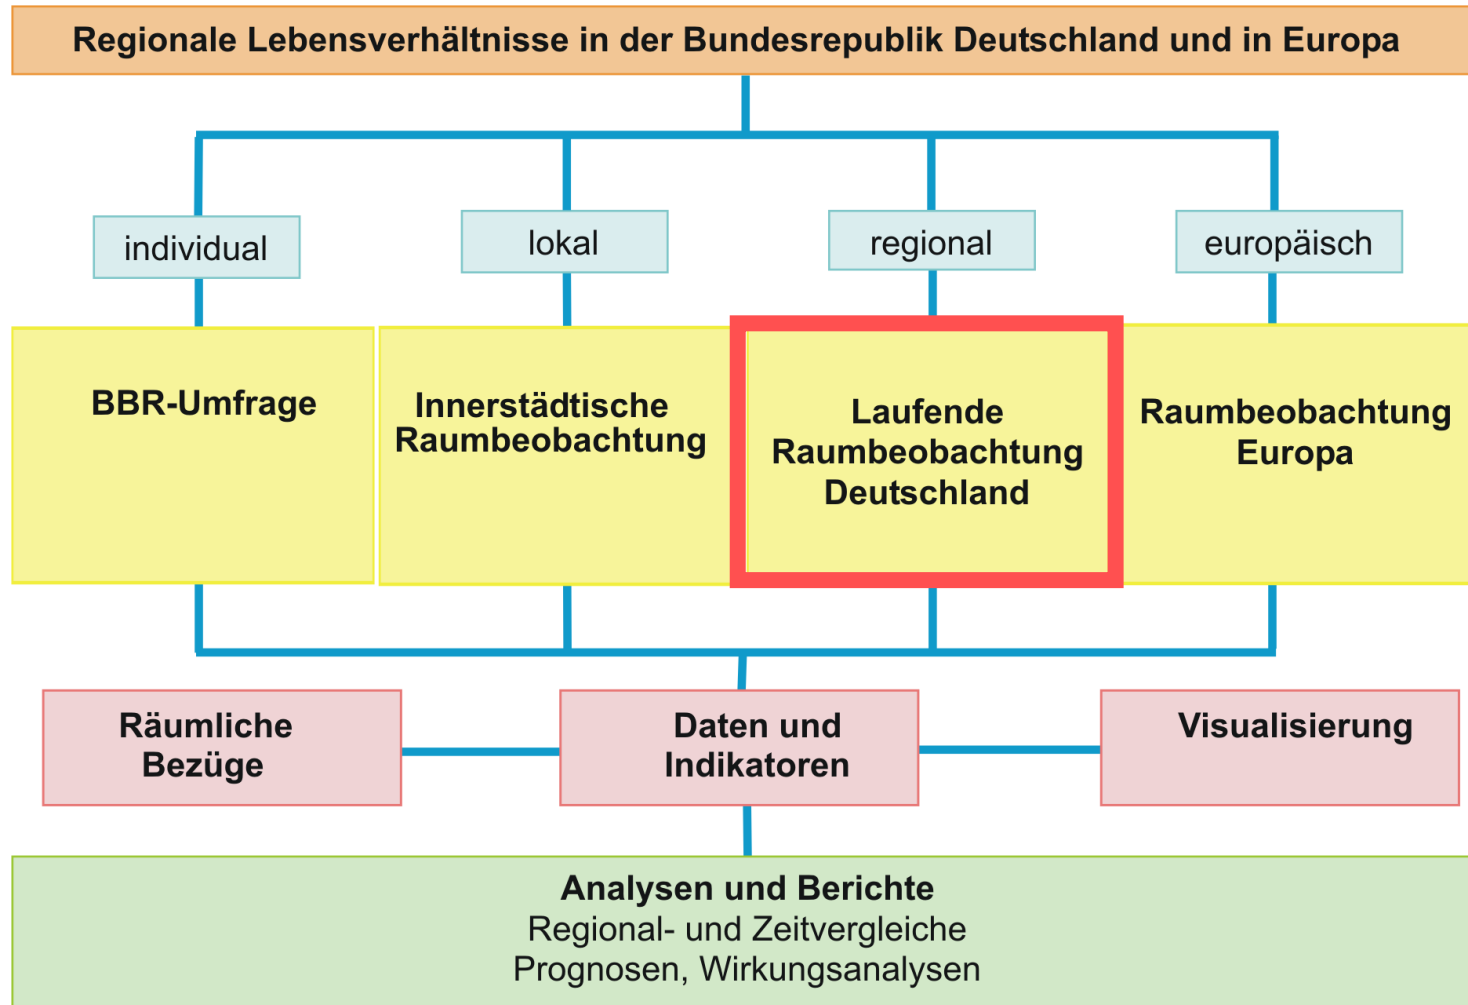 Regionale Lebensverhältnisse in der Bundesrepublik Deutschland und in Europa
individual
lokal
regional
europäisch
BBR-Umfrage
Innerstädtische
Raumbeobachtung
Laufende
Raumbeobachtung
Deutschland
Raumbeobachtung
Europa
Räumliche
Bezüge
Daten und
Indikatoren
Visualisierung
Analysen und Berichte
Regional- und Zeitvergleiche
Prognosen, Wirkungsanalysen